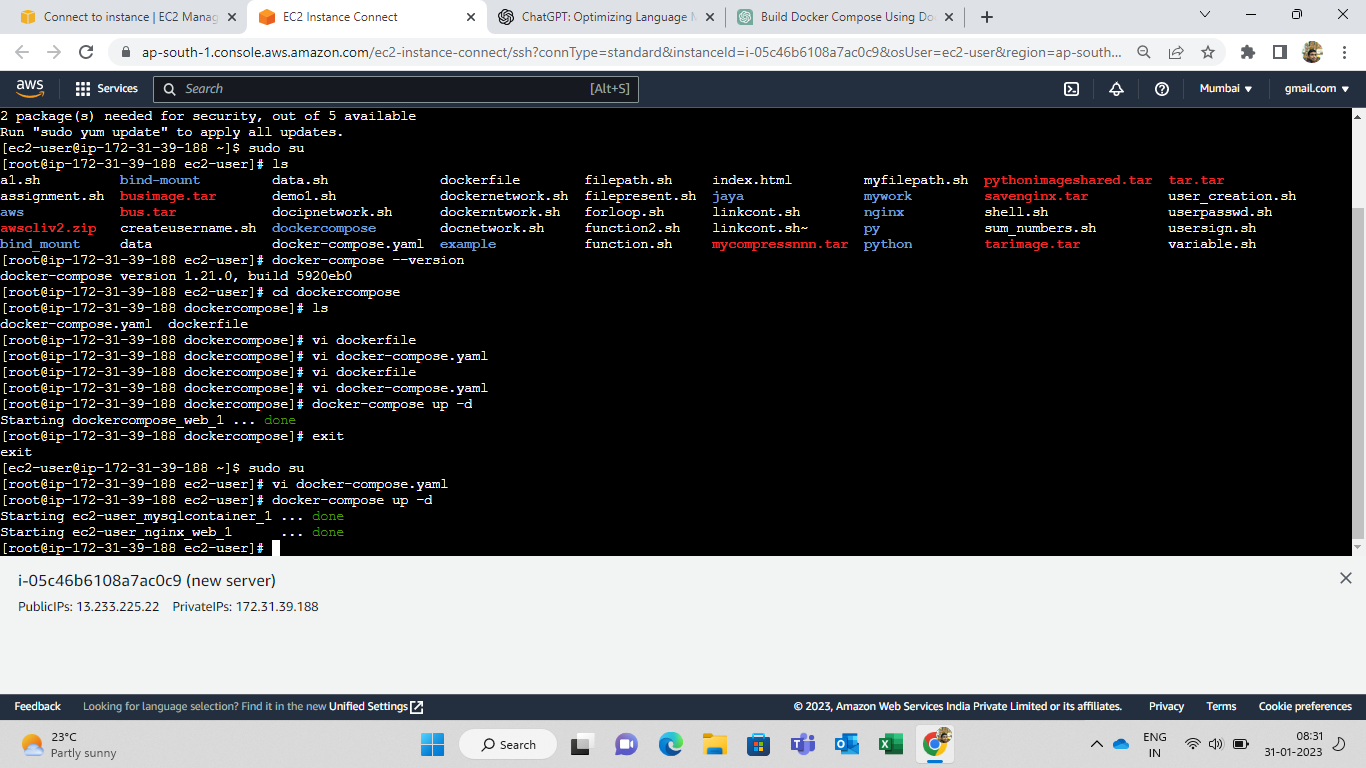 Connect to instance | EC2 Manag
EC2 Instance Connect
ChatGPT: Optimizing Language M
Build Docker Compose Using Do
ap-south-1.console.aws.amazon.com/ec2-instance-connect/ssh?connType=standard&instanceId=i-05c46b6108a7ac0c9&osUser=ec2-user&region=ap-south...
aws Services Search [Alt+S] Mumbai gmail.com
2 package(s) needed for security, out of 5 available
Run "sudo yum update" to apply all updates.
[ec2-user@ip-172-31-39-188 ~]$ sudo su
[root@ip-172-31-39-188 ec2-user]# ls
a1.sh bind-mount data.sh dockerfile filepath.sh index.html myfilepath.sh pythonimageshared.tar tar.tar
assignment.sh busimage.tar demo1.sh dockernetwork.sh filepresent.sh jaya mywork savenginx.tar user_creation.sh
aws bus.tar docipnetwork.sh dockerntwork.sh forloop.sh linkcont.sh nginx shell.sh userpasswd.sh
awscliv2.zip createusername.sh dockercompose docnetwork.sh function2.sh linkcont.sh~ py sum_numbers.sh usersign.sh
bind_mount data docker-compose.yaml example function.sh mycompressnnn.tar python tarimage.tar variable.sh
[root@ip-172-31-39-188 ec2-user]# docker-compose --version
docker-compose version 1.21.0, build 5920eb0
[root@ip-172-31-39-188 ec2-user]# cd dockercompose
[root@ip-172-31-39-188 dockercompose]# ls
docker-compose.yaml dockerfile
[root@ip-172-31-39-188 dockercompose]# vi dockerfile
[root@ip-172-31-39-188 dockercompose]# vi docker-compose.yaml
[root@ip-172-31-39-188 dockercompose]# vi dockerfile
[root@ip-172-31-39-188 dockercompose]# vi docker-compose.yaml
[root@ip-172-31-39-188 dockercompose]# docker-compose up -d
Starting dockercompose_web_1 ... done
[root@ip-172-31-39-188 dockercompose]# exit
exit
[ec2-user@ip-172-31-39-188 ~]$ sudo su
[root@ip-172-31-39-188 ec2-user]# vi docker-compose.yaml
[root@ip-172-31-39-188 ec2-user]# docker-compose up -d
Starting ec2-user_mysqlcontainer_1 ... done
Starting ec2-user_nginx_web_1 ... done
[root@ip-172-31-39-188 ec2-user]#
i-05c46b6108a7ac0c9 (new server)
PublicIPs: 13.233.225.22 PrivateIPs: 172.31.39.188
Feedback Looking for language selection? Find it in the new Unified Settings © 2023, Amazon Web Services India Private Limited or its affiliates. Privacy Terms Cookie preferences
23°C
Partly sunny
Search
ENG
IN
08:31
31-01-2023